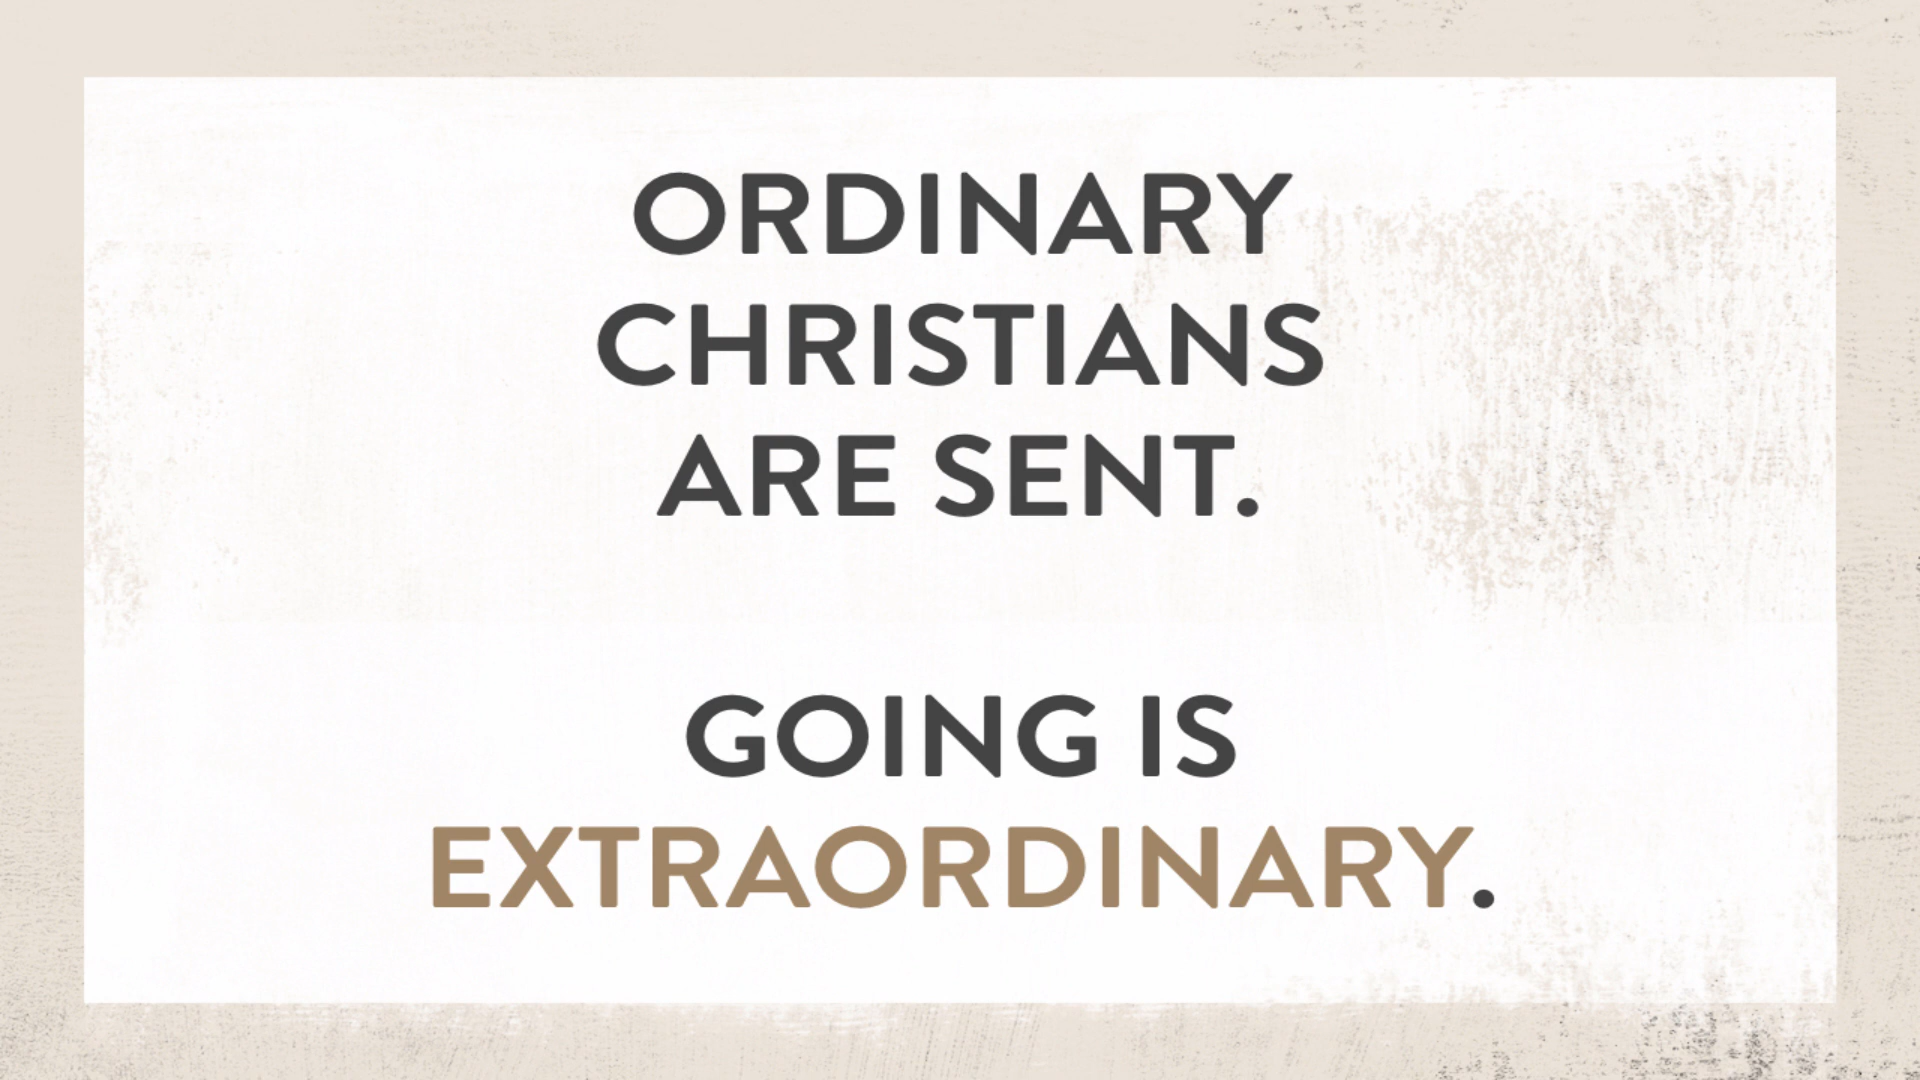 ORDINARY
CHRISTIANS
ARE SENT.
GOING IS
EXTRAORDINARY.